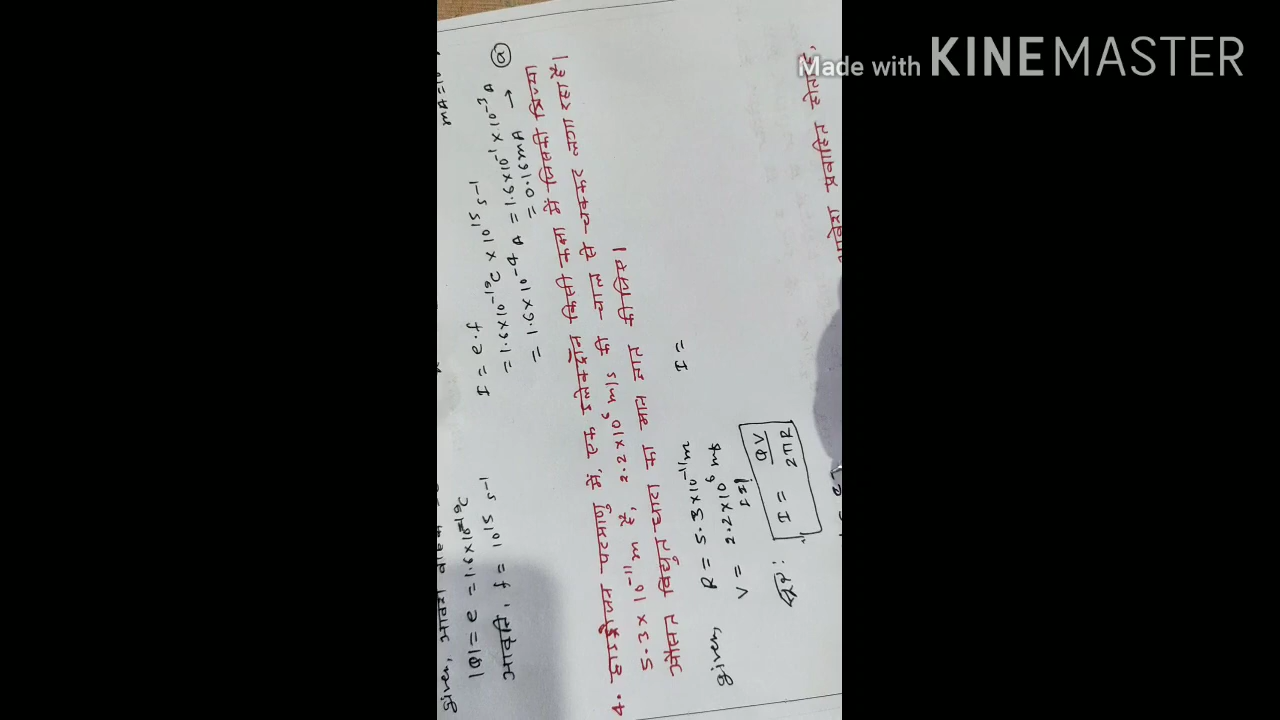 Made with KINEMASTER
mA = 10
given,
|Q| = e = 1.6×10⁻¹⁹C
आवृत्ति, f = 10¹⁵ s⁻¹
I = e.f
= 1.6×10⁻¹⁹C × 10¹⁵ s⁻¹
= 1.6×10⁻⁴ A = 1.6×10⁻¹×10⁻³ A
= 0.16mA → (a)
4. हाइड्रोजन परमाणु में, एक इलेक्ट्रॉन किसी कक्षा में जिसकी त्रिज्या
5.3×10⁻¹¹ m है, 2.2×10⁶ m/s की चाल से चक्कर लगा रहा है।
औसत विद्युत-धारा का मान ज्ञात कीजिए।
given, R = 5.3×10⁻¹¹m
V = 2.2×10⁶ m/s
I = ?
I =
सूत्र: I = QV / 2πR
प्रवाहित होता है,